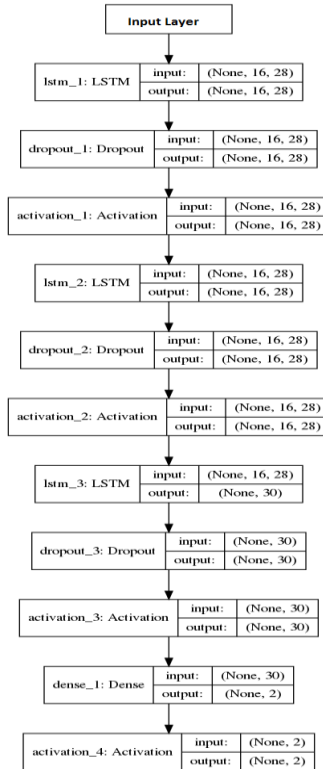 Input Layer
lstm_1: LSTM
input: (None, 16, 28)
output: (None, 16, 28)
dropout_1: Dropout
input: (None, 16, 28)
output: (None, 16, 28)
activation_1: Activation
input: (None, 16, 28)
output: (None, 16, 28)
lstm_2: LSTM
input: (None, 16, 28)
output: (None, 16, 28)
dropout_2: Dropout
input: (None, 16, 28)
output: (None, 16, 28)
activation_2: Activation
input: (None, 16, 28)
output: (None, 16, 28)
lstm_3: LSTM
input: (None, 16, 28)
output: (None, 30)
dropout_3: Dropout
input: (None, 30)
output: (None, 30)
activation_3: Activation
input: (None, 30)
output: (None, 30)
dense_1: Dense
input: (None, 30)
output: (None, 2)
activation_4: Activation
input: (None, 2)
output: (None, 2)